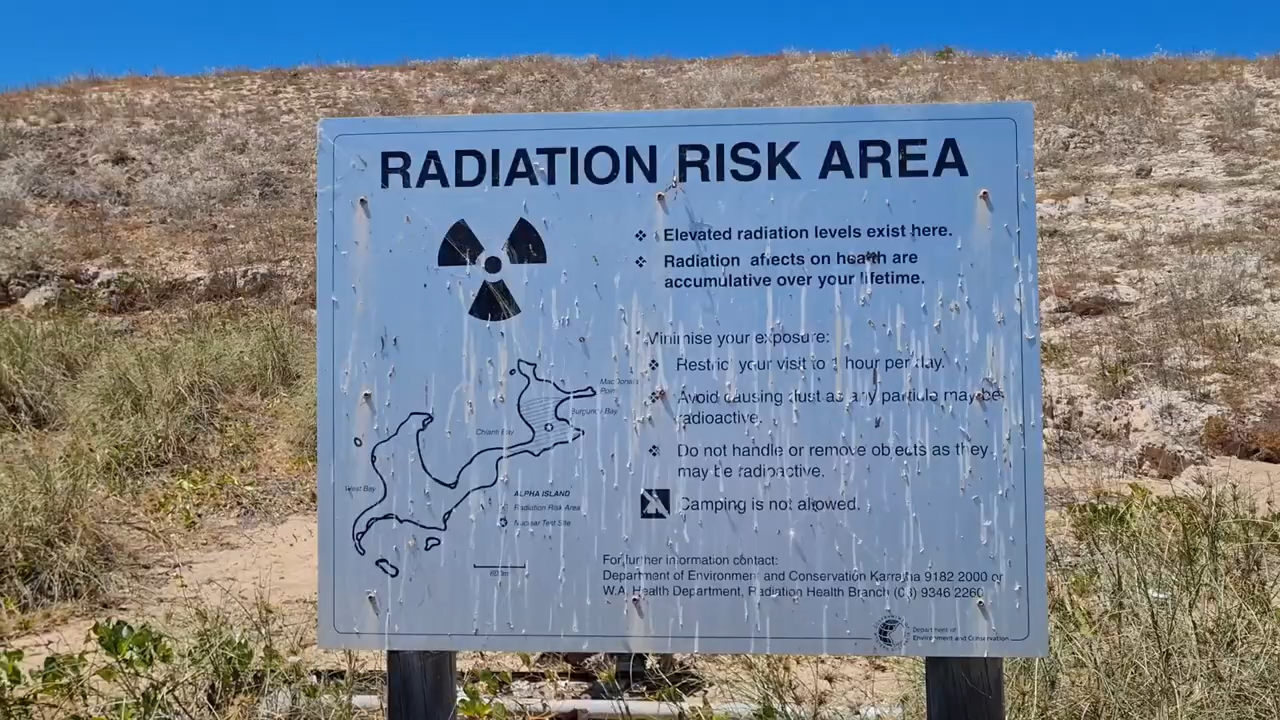 RADIATION RISK AREA
Elevated radiation levels exist here.
Radiation affects on health are
accumulative over your lifetime.
Minimise your exposure:
Restrict your visit to 1 hour per day.
Avoid causing dust as any particle may be
radioactive.
Do not handle or remove objects as they
may be radioactive.
Camping is not allowed.
MacDonald
Point
Burgundy Bay
Chianti Bay
West Bay
ALPHA ISLAND
Radiation Risk Area
Nuclear Test Site
600m
For further information contact:
Department of Environment and Conservation Karratha 9182 2000 or
W.A. Health Department, Radiation Health Branch (08) 9346 2260
Department of
Environment and Conservation